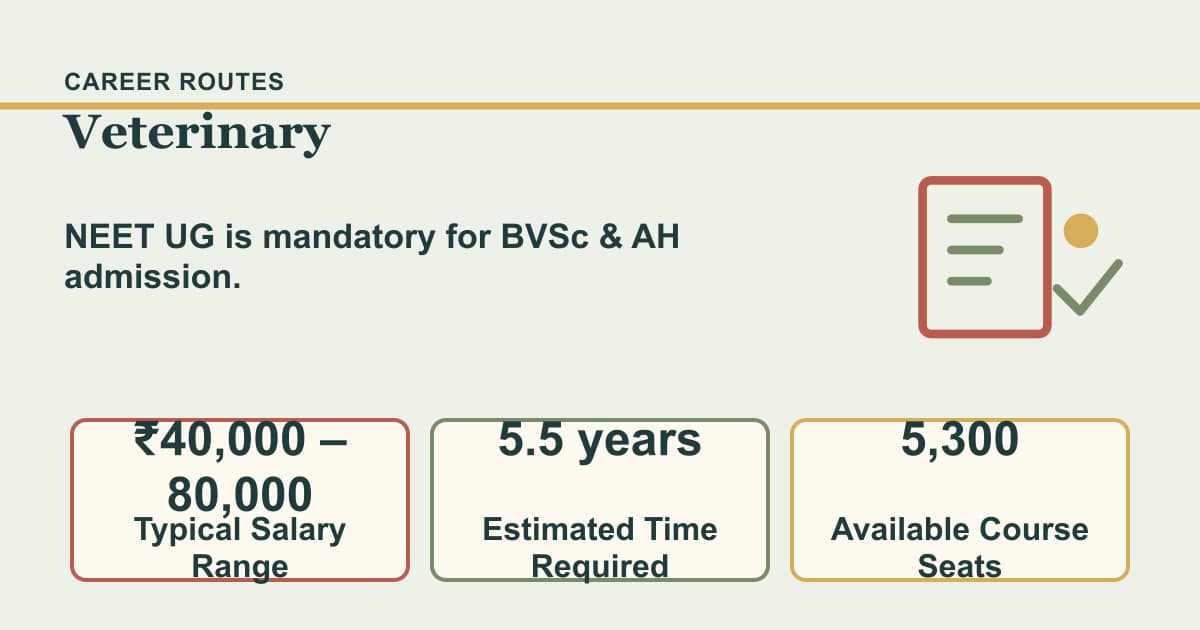 CAREER ROUTES
Veterinary
NEET UG is mandatory for BVSc & AH
admission.
₹40,000 –
80,000
Typical Salary
Range
5.5 years
Estimated Time
Required
5,300
Available Course
Seats